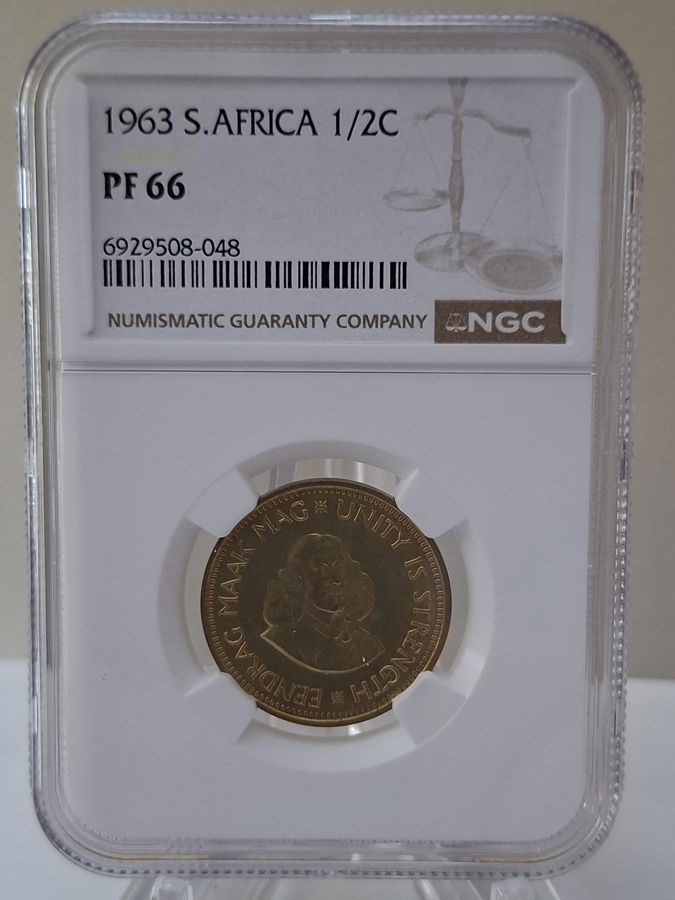 1963 S.AFRICA 1/2C
PF 66
6929508-048
NUMISMATIC GUARANTY COMPANY
NGC
EENDRAG MAAK MAG ※ UNITY IS STRENGTH ※